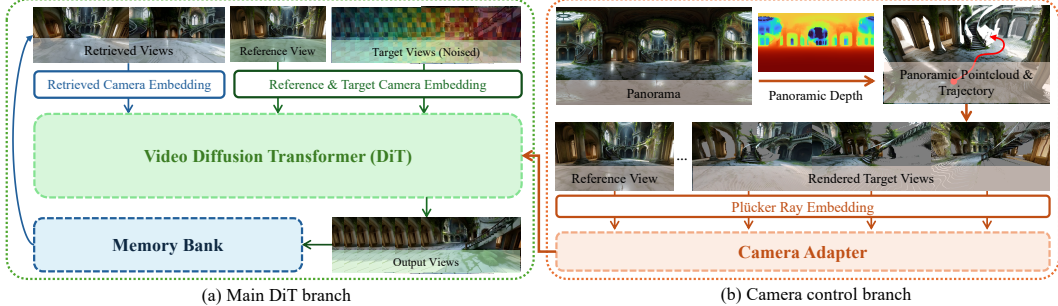 Retrieved Views
Reference View
Target Views (Noised)
Retrieved Camera Embedding
Reference & Target Camera Embedding
Video Diffusion Transformer (DiT)
Memory Bank
Output Views
(a) Main DiT branch
Panorama
Panoramic Depth
Panoramic Pointcloud &
Trajectory
Reference View
...
Rendered Target Views
Plücker Ray Embedding
Camera Adapter
(b) Camera control branch